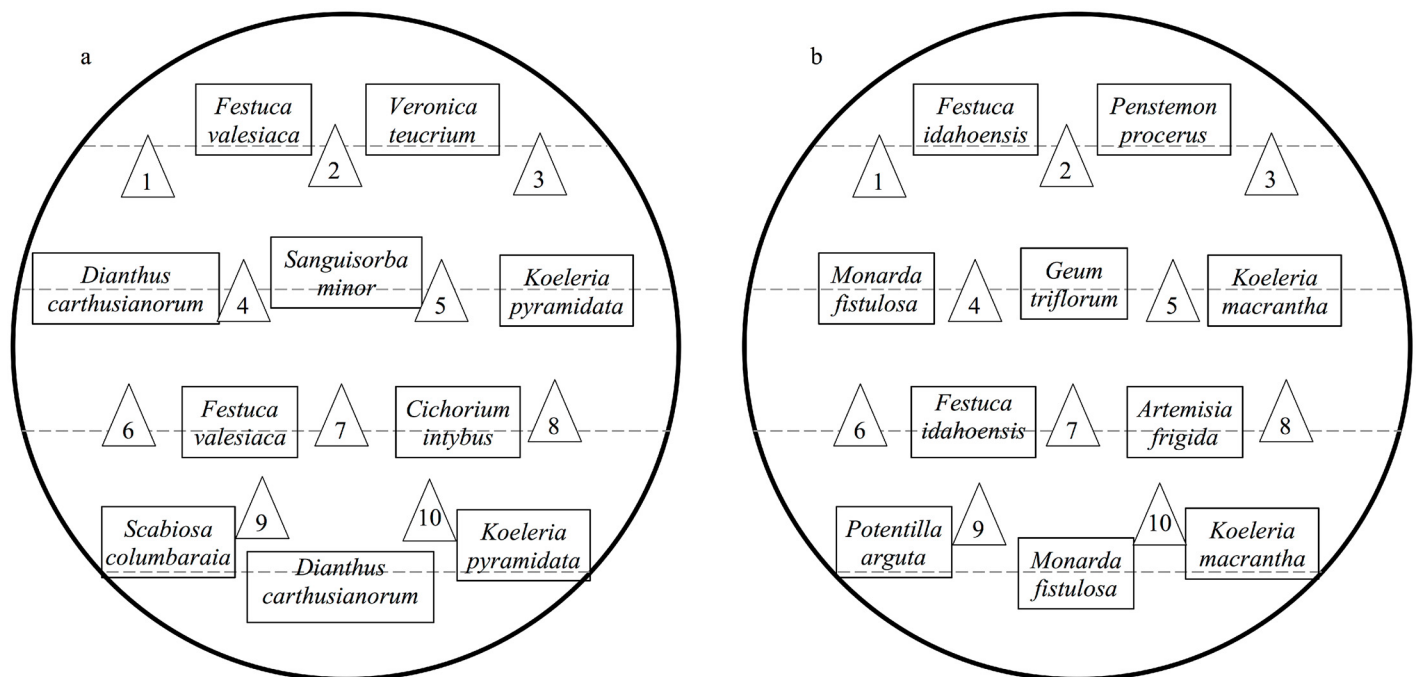 a
Festuca
valesiaca
Veronica
teucrium
1
2
3
Dianthus
carthusianorum
4
Sanguisorba
minor
5
Koeleria
pyramidata
6
Festuca
valesiaca
7
Cichorium
intybus
8
Scabiosa
columbaraia
9
Dianthus
carthusianorum
10
Koeleria
pyramidata
b
Festuca
idahoensis
Penstemon
procerus
1
2
3
Monarda
fistulosa
4
Geum
triflorum
5
Koeleria
macrantha
6
Festuca
idahoensis
7
Artemisia
frigida
8
Potentilla
arguta
9
Monarda
fistulosa
10
Koeleria
macrantha